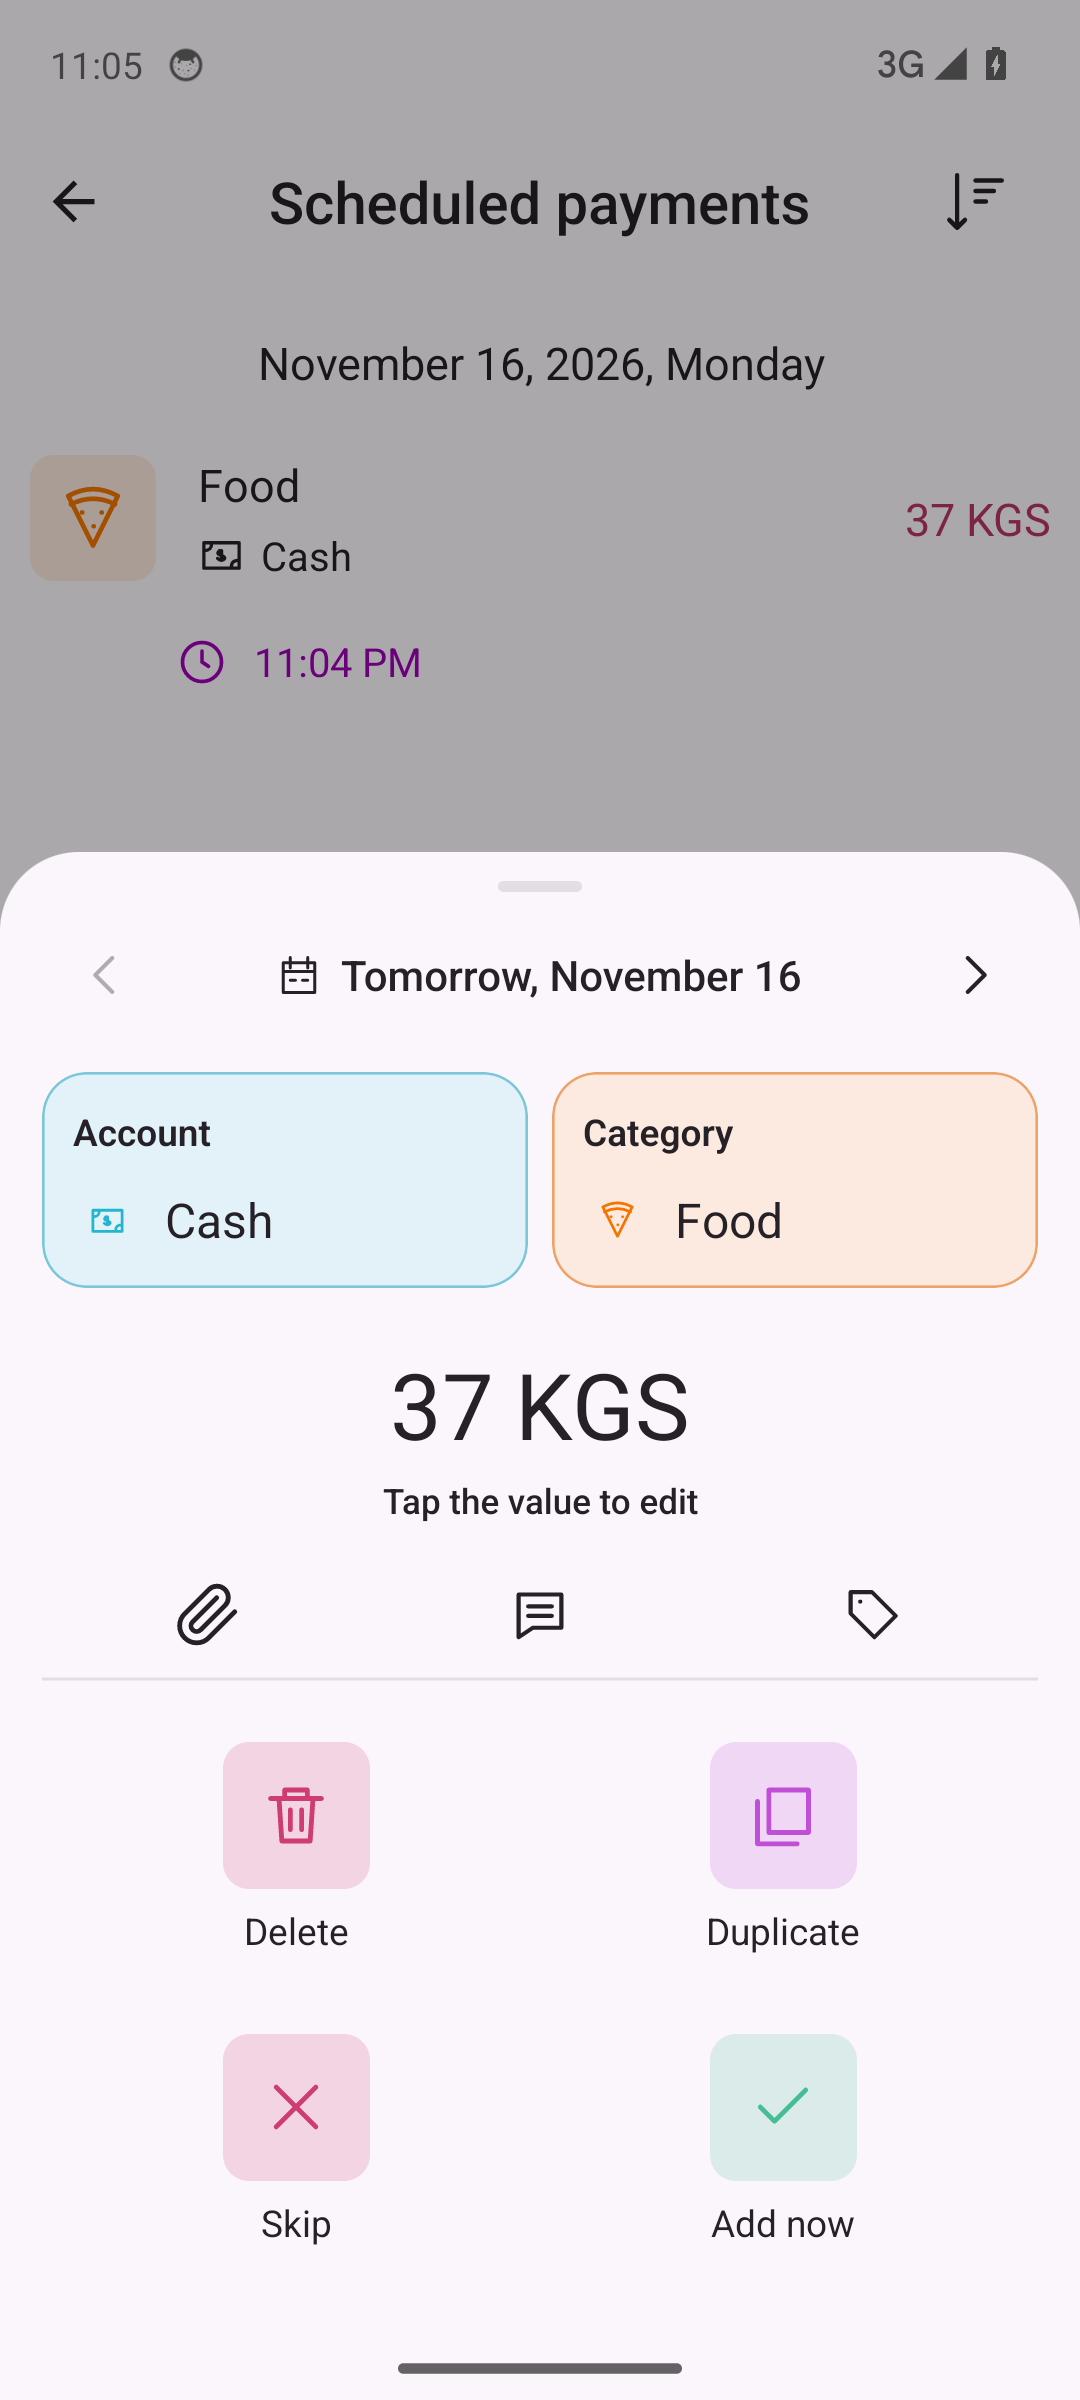 11:05
3G
Scheduled payments
November 16, 2026, Monday
Food
37 KGS
Cash
11:04 PM
Tomorrow, November 16
Account
Category
Cash
Food
37 KGS
Tap the value to edit
Delete
Duplicate
Skip
Add now